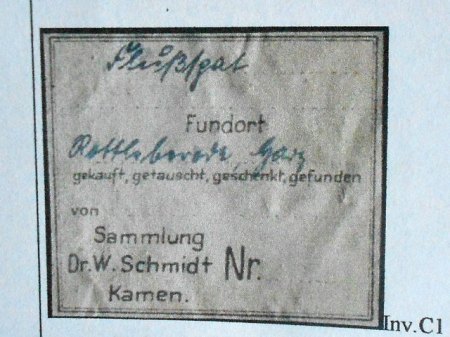 Flußspat
Fundort
Rottleberode, Harz
gekauft, getauscht, geschenkt, gefunden
von
Sammlung
Dr. W. Schmidt Nr.
Kamen.
Inv.C1